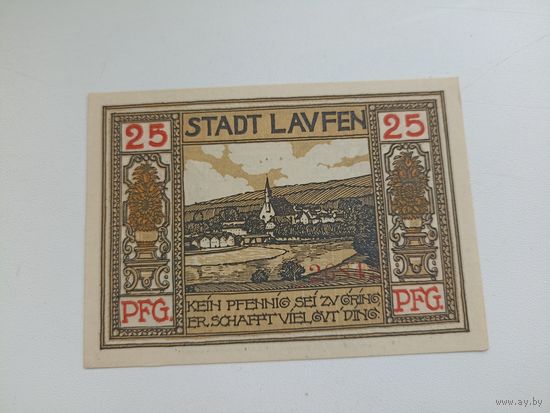 25 STADT LAVFEN 25
PFG. KEIN PFENNIG SEI ZV GRING PFG.
ER SCHAFFT VIEL GVT DING.
www.ay.by